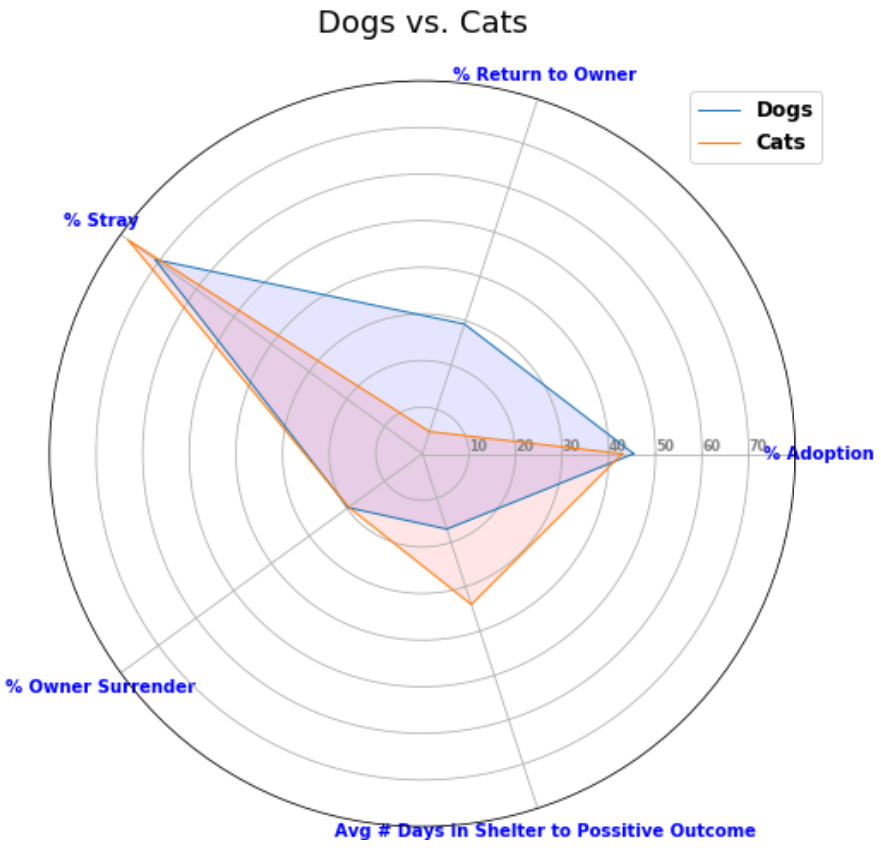 Dogs vs. Cats
% Return to Owner
Dogs
Cats
% Stray
10 20 30 40 50 60 70
% Adoption
% Owner Surrender
Avg # Days in Shelter to Possitive Outcome